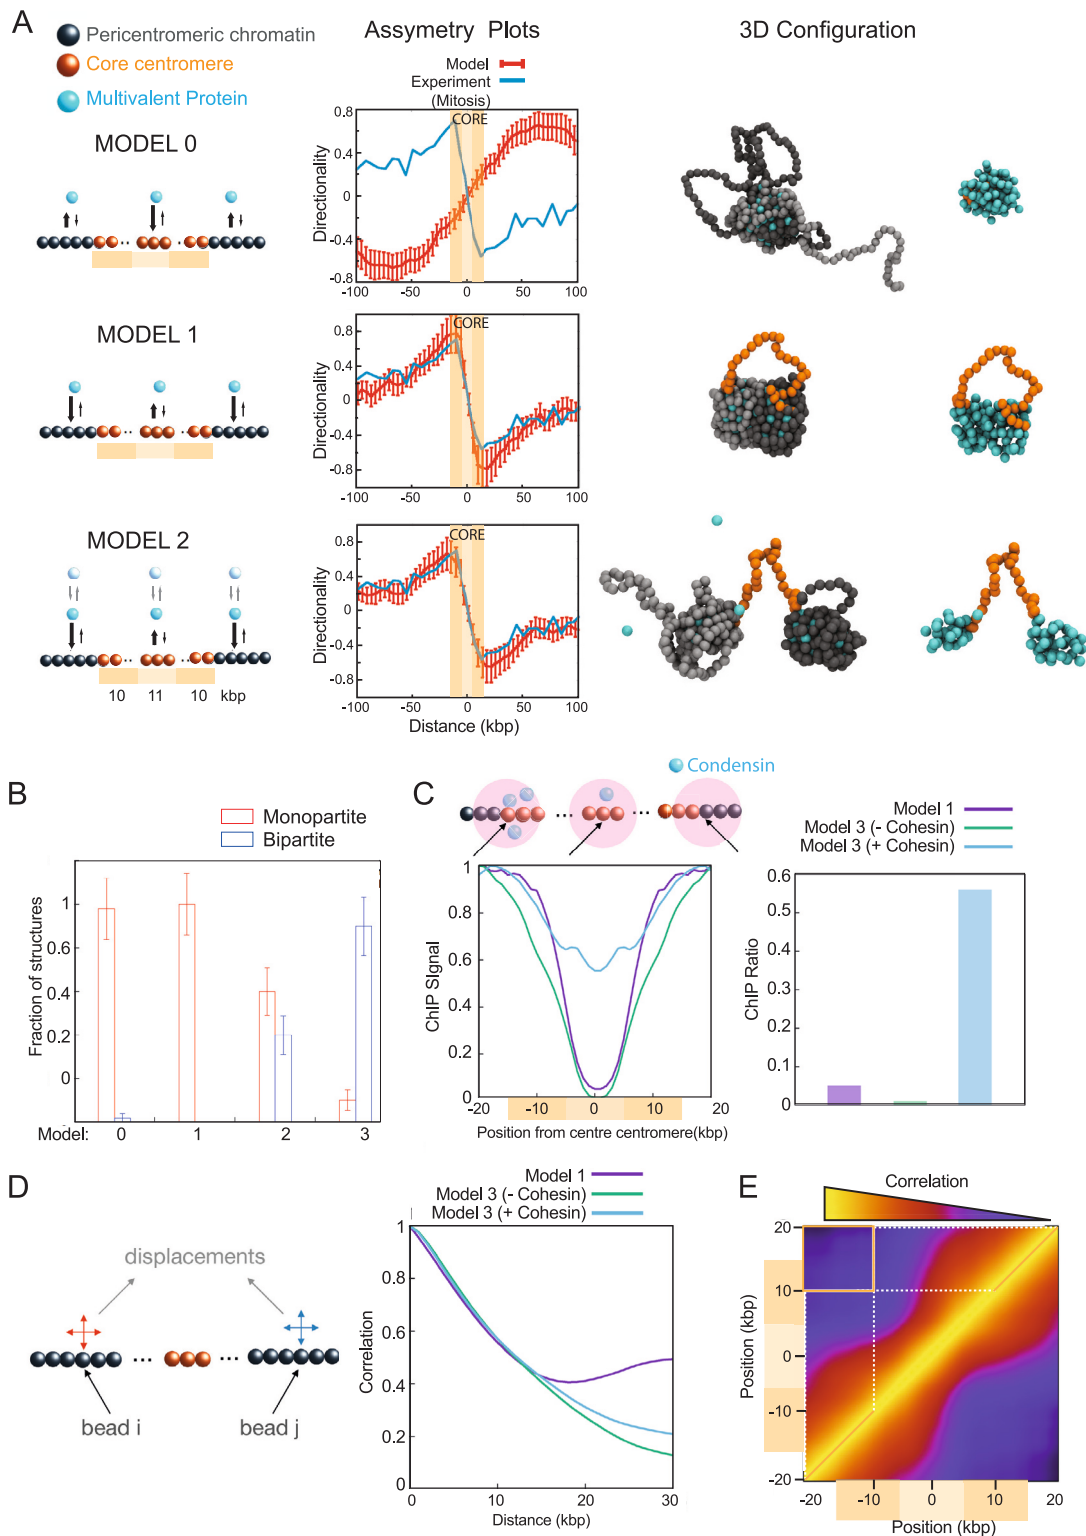 A
Pericentromeric chromatin
Core centromere
Multivalent Protein
Assymetry Plots
Model
Experiment
(Mitosis)
3D Configuration
MODEL 0
CORE
Directionality
0.8
0.4
0
-0.4
-0.8
-100 -50 0 50 100
MODEL 1
CORE
Directionality
0.8
0.4
0
-0.4
-0.8
-100 -50 0 50 100
MODEL 2
10 11 10 kbp
CORE
Directionality
0.8
0.4
0
-0.4
-0.8
-100 -50 0 50 100
Distance (kbp)
B
Monopartite
Bipartite
Fraction of structures
1
0.8
0.4
0.2
0
Model: 0 1 2 3
C
Condensin
ChIP SIgnal
1
0.8
0.6
0.4
0.2
0
-20 -10 0 10 20
Position from centre centromere(kbp)
Model 1
Model 3 (- Cohesin)
Model 3 (+ Cohesin)
ChIP Ratio
0.6
0.5
0.4
0.3
0.2
0.1
0
D
displacements
bead i
bead j
Model 1
Model 3 (- Cohesin)
Model 3 (+ Cohesin)
Correlation
1
0.8
0.6
0.4
0.2
0
0 10 20 30
Distance (kbp)
E
Correlation
Position (kbp)
20
10
0
-10
-20
-20 -10 0 10 20
Position (kbp)